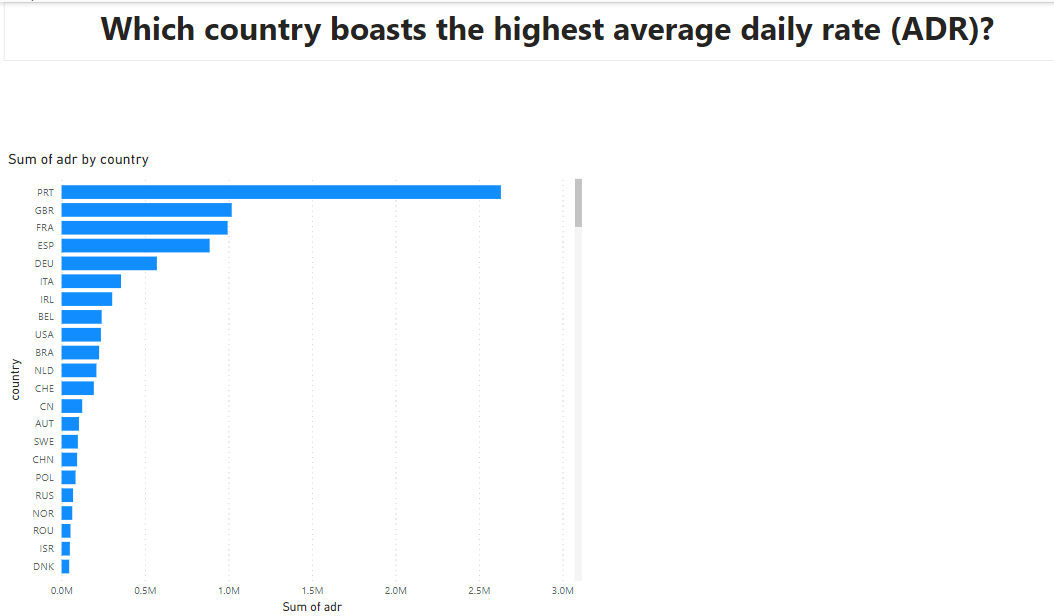 Which country boasts the highest average daily rate (ADR)?
Sum of adr by country
country
PRT
GBR
FRA
ESP
DEU
ITA
IRL
BEL
USA
BRA
NLD
CHE
CN
AUT
SWE
CHN
POL
RUS
NOR
ROU
ISR
DNK
0.0M 0.5M 1.0M 1.5M 2.0M 2.5M 3.0M
Sum of adr